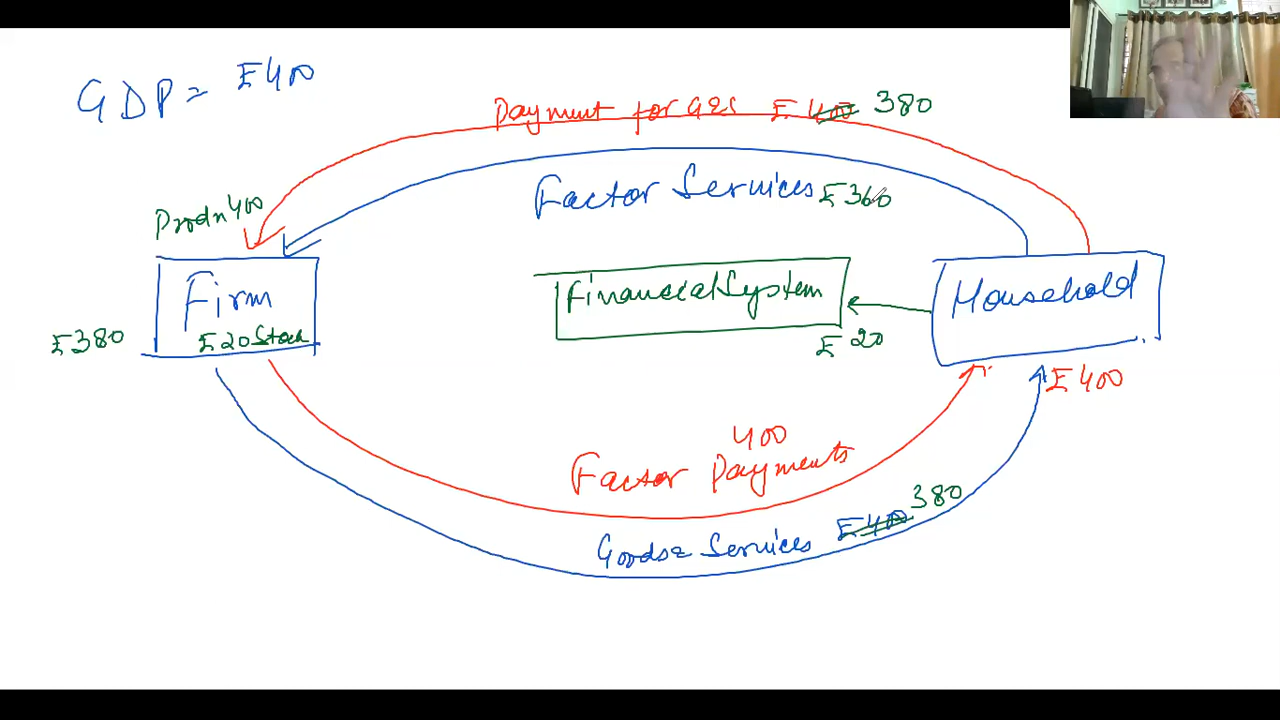 GDP = £400
Payment for G&S £ 400 380
Factor Services £360
Prodn 400
Firm
£20 Stock
£380
Financial System
£ 20
Household
£400
400
Factor Payments
Goods & Services £400 380